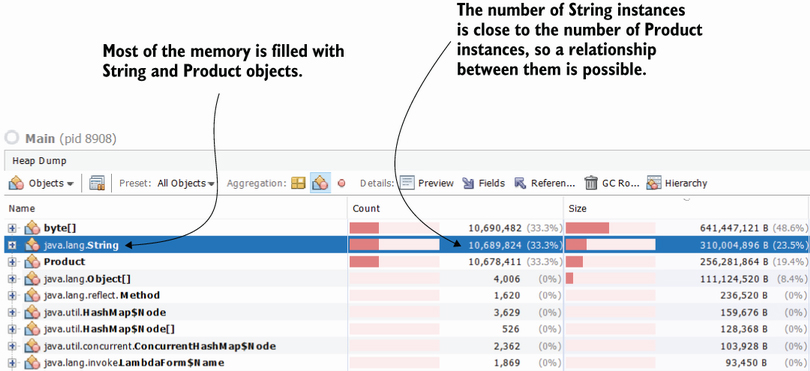 The number of String instances
is close to the number of Product
instances, so a relationship
between them is possible.
Most of the memory is filled with
String and Product objects.
Main (pid 8908)
Heap Dump
Objects Preset: All Objects Aggregation: Details: Preview Fields Referen... GC Ro... Hierarchy
Name Count Size
byte[] 10,690,482 (33.3%) 641,447,121 B (48.6%)
java.lang.String 10,689,824 (33.3%) 310,004,896 B (23.5%)
Product 10,678,411 (33.3%) 256,281,864 B (19.4%)
java.lang.Object[] 4,006 (0%) 111,124,520 B (8.4%)
java.lang.reflect.Method 1,620 (0%) 236,520 B (0%)
java.util.HashMap$Node 3,629 (0%) 159,676 B (0%)
java.util.HashMap$Node[] 526 (0%) 128,368 B (0%)
java.util.concurrent.ConcurrentHashMap$Node 2,362 (0%) 103,928 B (0%)
java.lang.invoke.LambdaForm$Name 1,869 (0%) 93,450 B (0%)